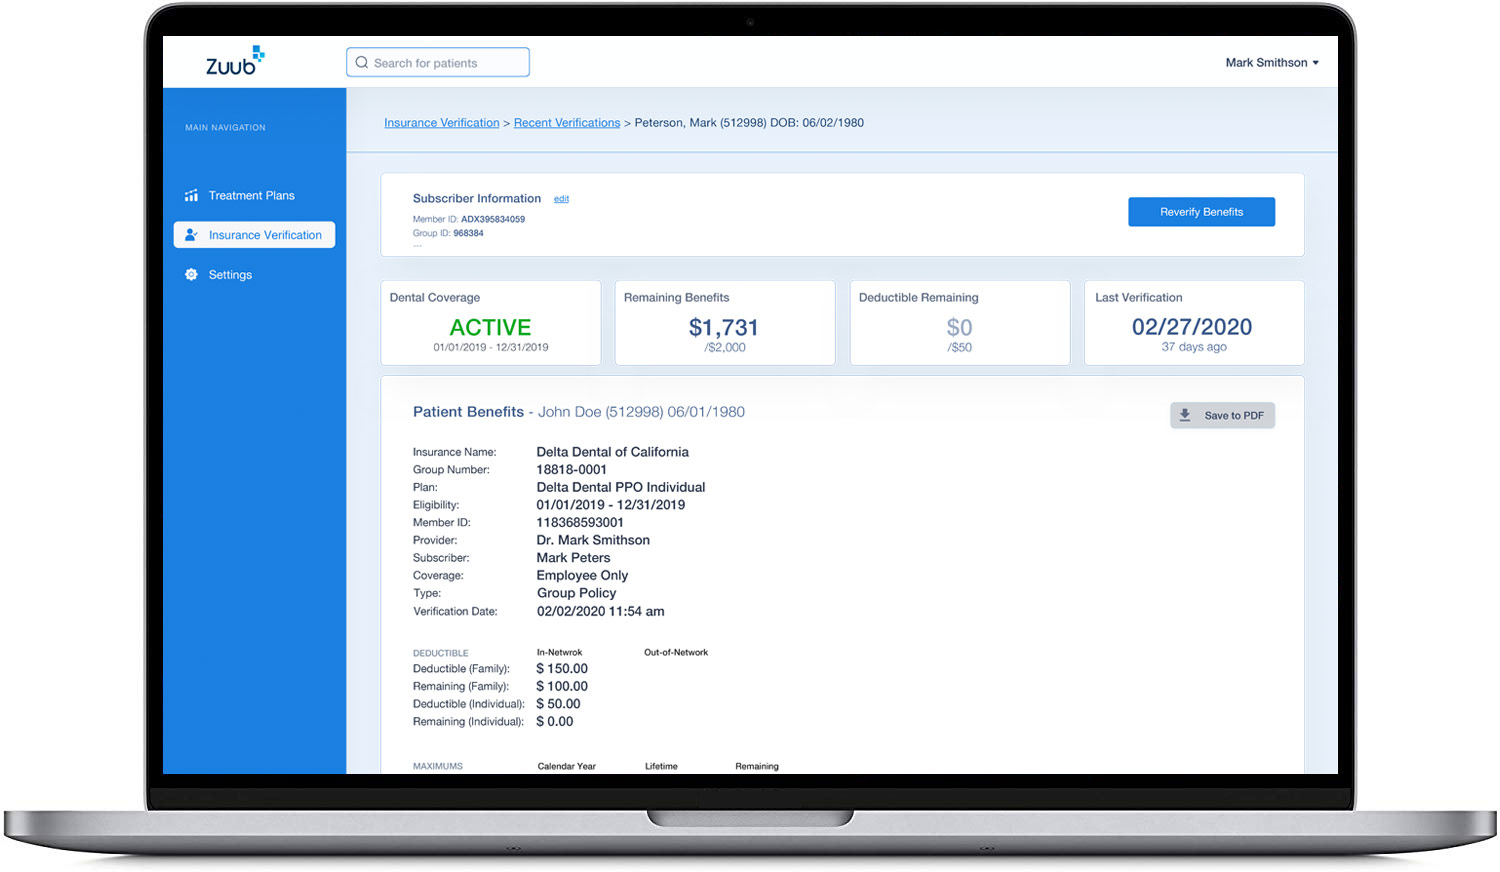 Zuub
Search for patients
Mark Smithson
MAIN NAVIGATION
Treatment Plans
Insurance Verification
Settings
Insurance Verification > Recent Verifications > Peterson, Mark (512998) DOB: 06/02/1980
Subscriber Information edit
Member ID: ADX395834059
Group ID: 968384
...
Reverify Benefits
Dental Coverage
ACTIVE
01/01/2019 - 12/31/2019
Remaining Benefits
$1,731
/$2,000
Deductible Remaining
$0
/$50
Last Verification
02/27/2020
37 days ago
Patient Benefits - John Doe (512998) 06/01/1980
Save to PDF
Insurance Name: Delta Dental of California
Group Number: 18818-0001
Plan: Delta Dental PPO Individual
Eligibility: 01/01/2019 - 12/31/2019
Member ID: 118368593001
Provider: Dr. Mark Smithson
Subscriber: Mark Peters
Coverage: Employee Only
Type: Group Policy
Verification Date: 02/02/2020 11:54 am
DEDUCTIBLE In-Netwrok Out-of-Network
Deductible (Family): $ 150.00
Remaining (Family): $ 100.00
Deductible (Individual): $ 50.00
Remaining (Individual): $ 0.00
MAXIMUMS Calendar Year Lifetime Remaining